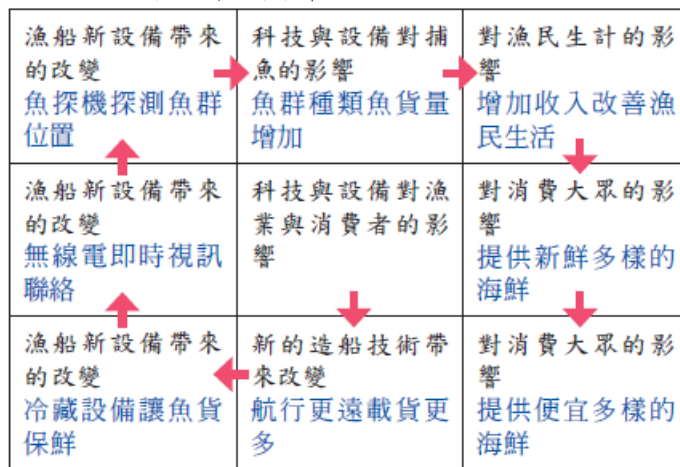 漁船新設備帶來
的改變
魚探機探測魚群
位置
科技與設備對捕
魚的影響
魚群種類魚貨量
增加
對漁民生計的影
響
增加收入改善漁
民生活
漁船新設備帶來
的改變
無線電即時視訊
聯絡
科技與設備對漁
業與消費者的影
響
對消費大眾的影
響
提供新鮮多樣的
海鮮
漁船新設備帶來
的改變
冷藏設備讓魚貨
保鮮
新的造船技術帶
來改變
航行更遠載貨更
多
對消費大眾的影
響
提供便宜多樣的
海鮮